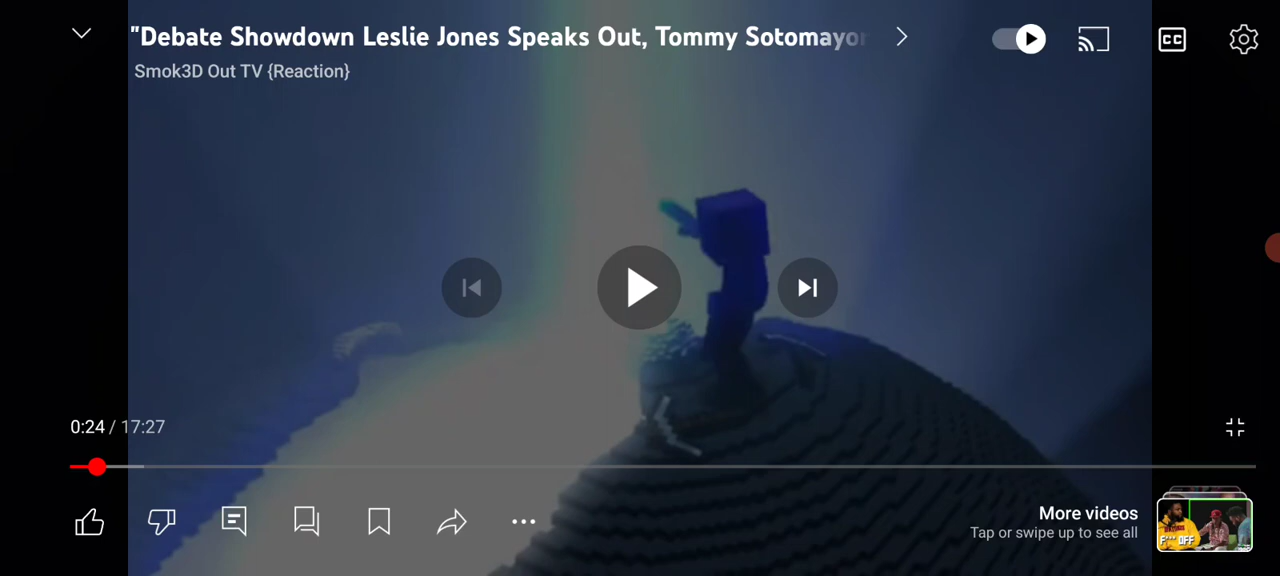 "Debate Showdown Leslie Jones Speaks Out, Tommy Sotomayor
Smok3D Out TV {Reaction}
CC
0:24 / 17:27
More videos
Tap or swipe up to see all
F*** OFF